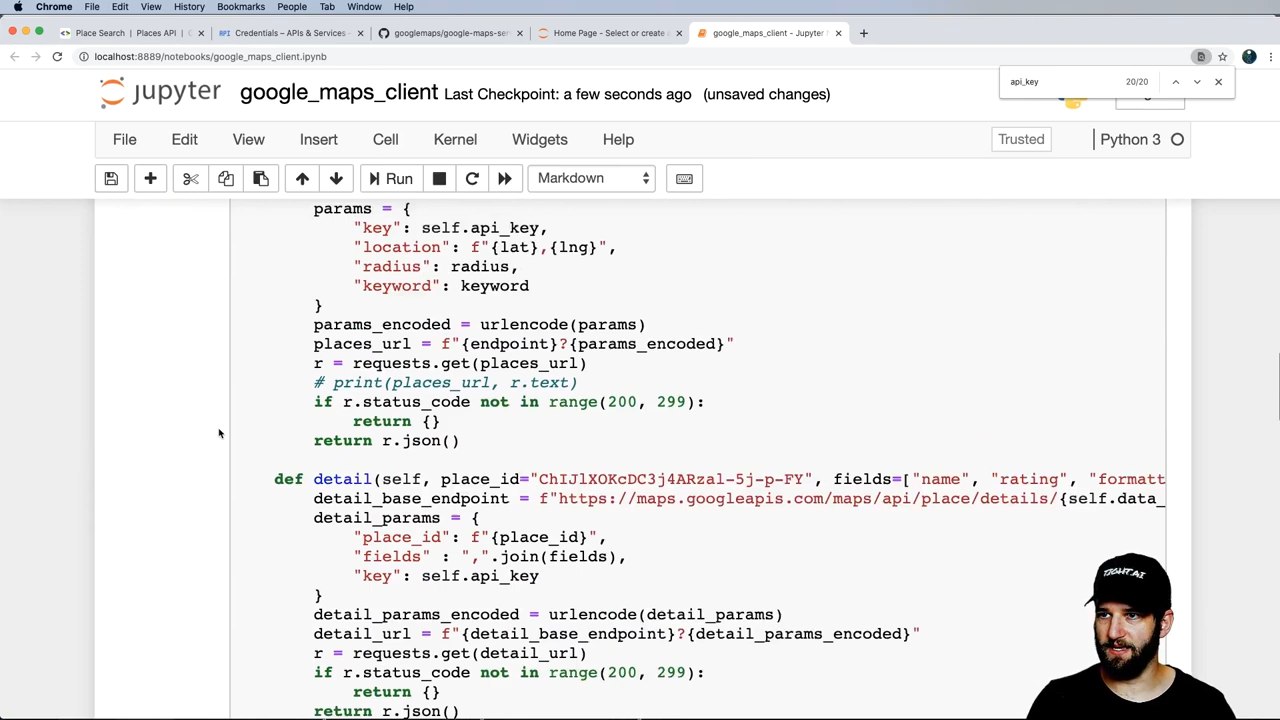 Chrome File Edit View History Bookmarks People Tab Window Help
Place Search | Places API | Credentials – APIs & Services googlemaps/google-maps-ser Home Page - Select or create google_maps_client - Jupyter
localhost:8889/notebooks/google_maps_client.ipynb
api_key 20/20
jupyter google_maps_client Last Checkpoint: a few seconds ago (unsaved changes)
File Edit View Insert Cell Kernel Widgets Help Trusted Python 3
Run Markdown
params = {
"key": self.api_key,
"location": f"{lat},{lng}",
"radius": radius,
"keyword": keyword
}
params_encoded = urlencode(params)
places_url = f"{endpoint}?{params_encoded}"
r = requests.get(places_url)
# print(places_url, r.text)
if r.status_code not in range(200, 299):
return {}
return r.json()
def detail(self, place_id="ChIJlXOKcDC3j4ARzal-5j-p-FY", fields=["name", "rating", "formatt
detail_base_endpoint = f"https://maps.googleapis.com/maps/api/place/details/{self.data_
detail_params = {
"place_id": f"{place_id}",
"fields" : ",".join(fields),
"key": self.api_key
}
detail_params_encoded = urlencode(detail_params)
detail_url = f"{detail_base_endpoint}?{detail_params_encoded}"
r = requests.get(detail_url)
if r.status_code not in range(200, 299):
return {}
return r.json()
TIGHT.AI